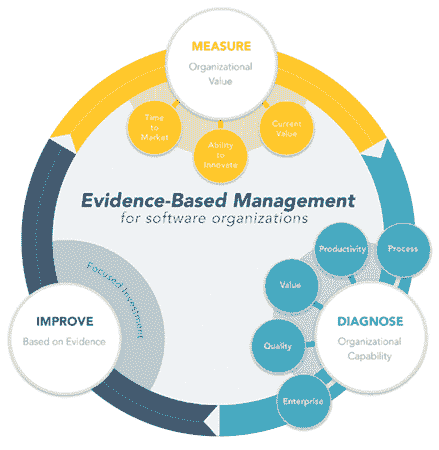 MEASURE
Organizational
Value
Time
to
Market
Ability
to
Innovate
Current
Value
Evidence-Based Management
for software organizations
Productivity
Process
Value
Quality
Enterprise
DIAGNOSE
Organizational
Capability
Focused Investment
IMPROVE
Based on Evidence